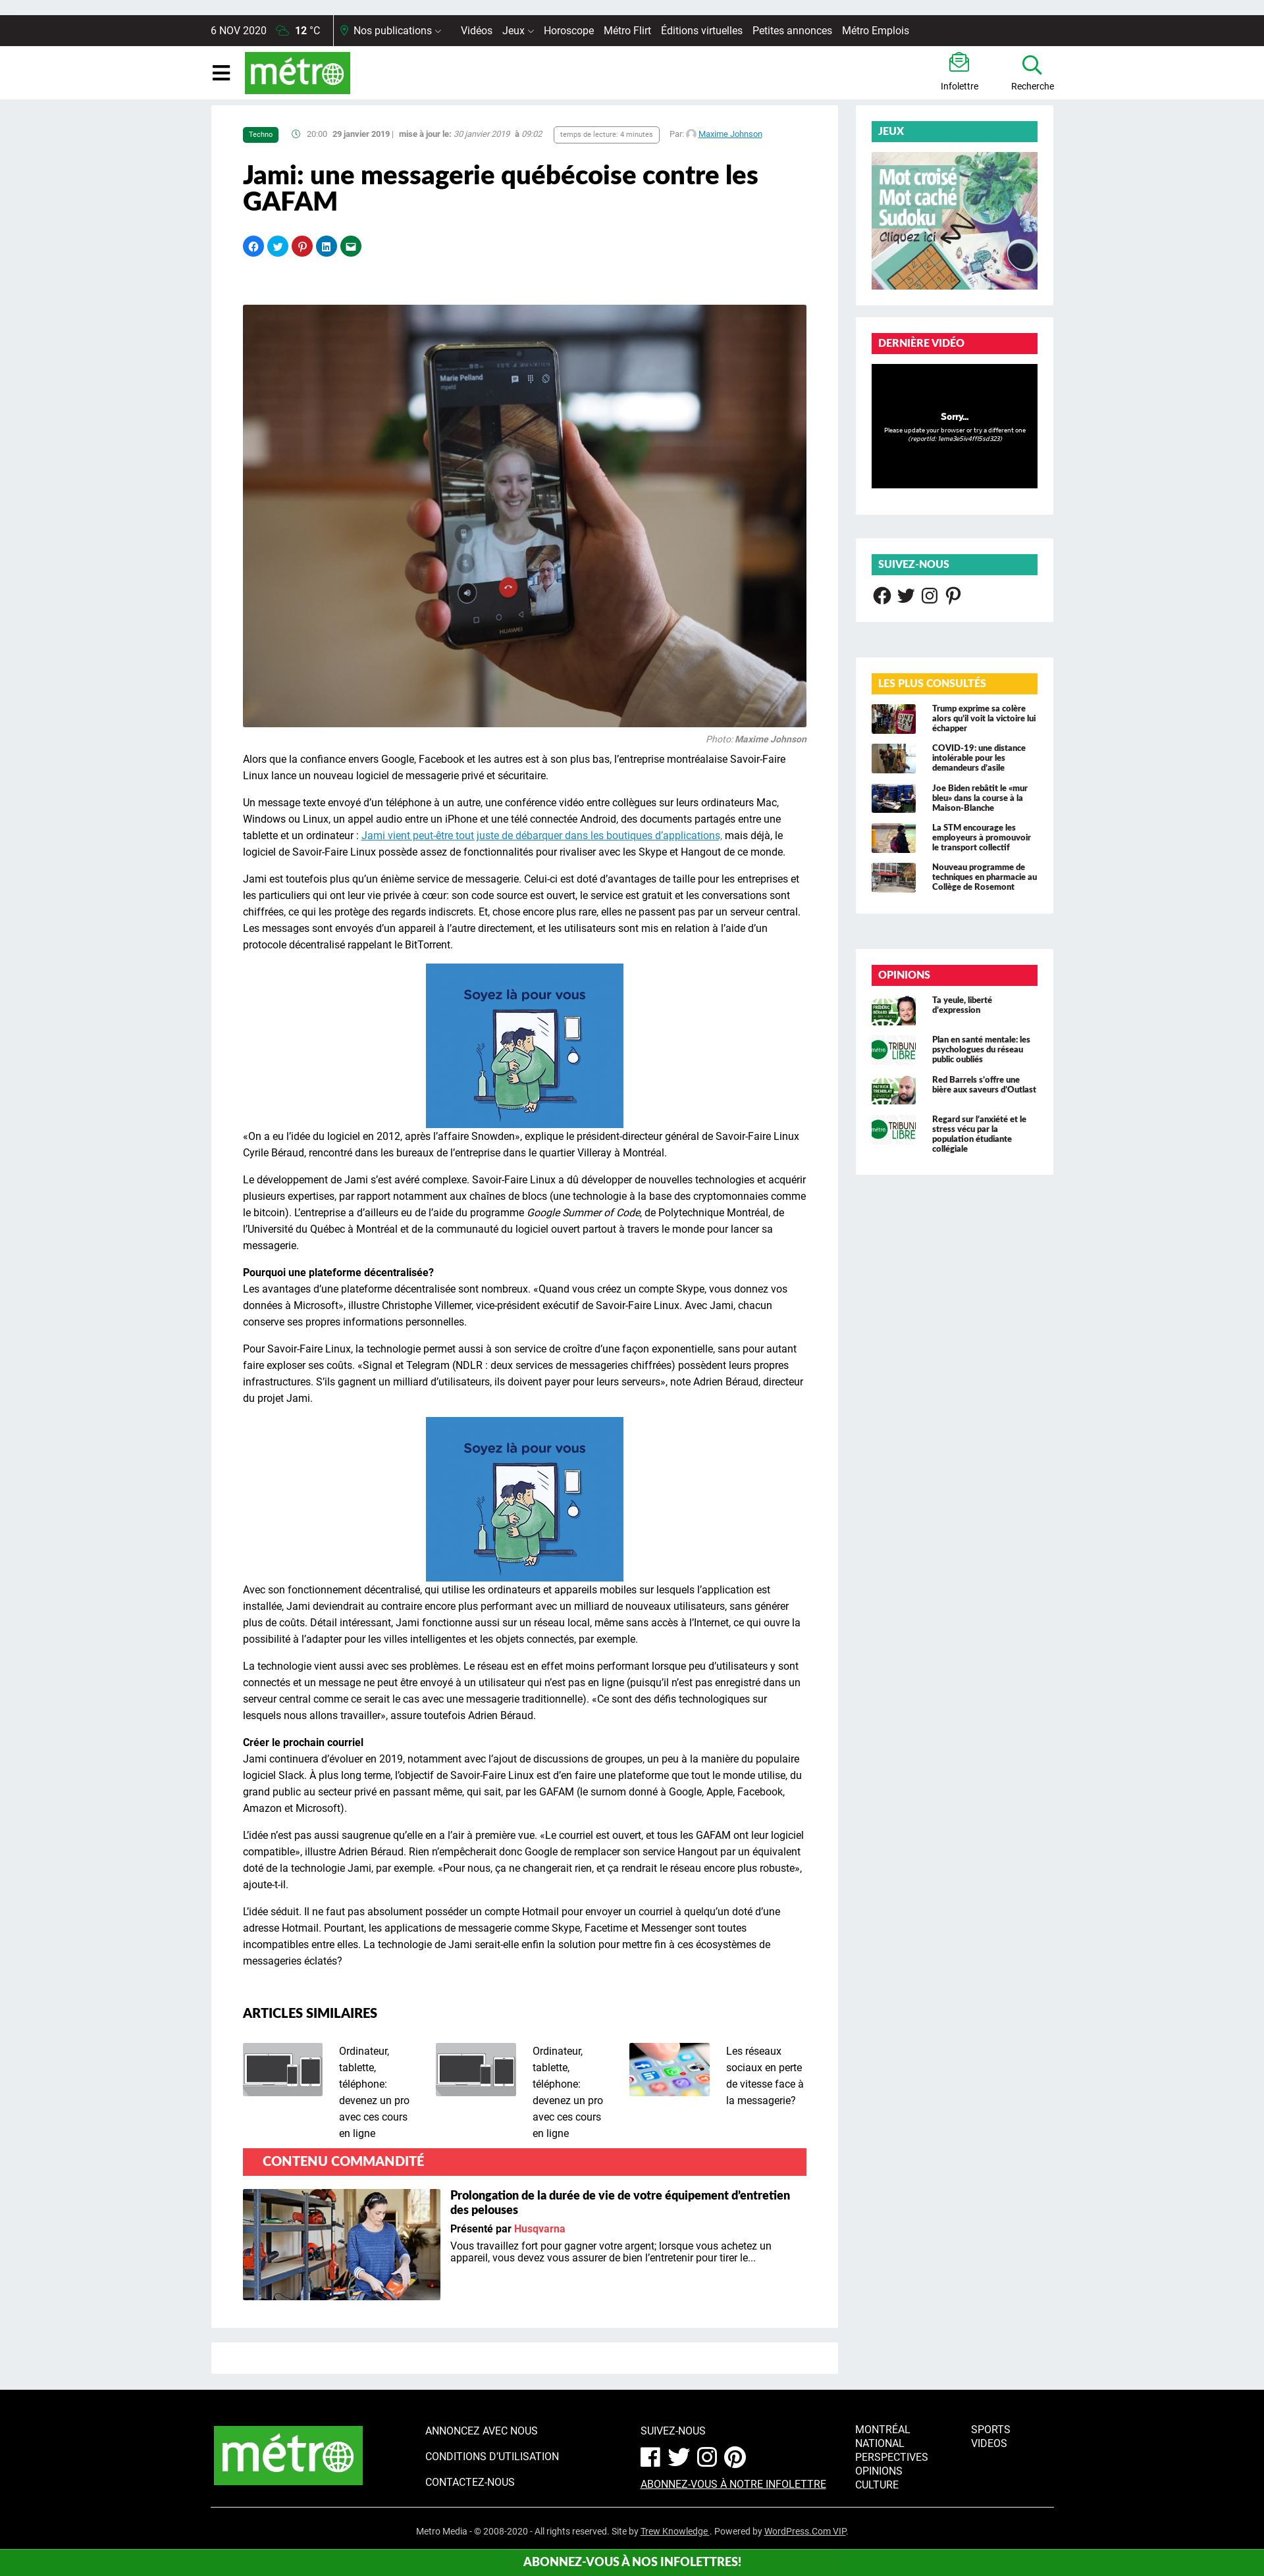 6 NOV 2020 12 °C Nos publications Vidéos Jeux Horoscope Métro Flirt Éditions virtuelles Petites annonces Métro Emplois
métro
Infolettre
Recherche
Techno 20:00 29 janvier 2019 | mise à jour le: 30 janvier 2019 à 09:02 temps de lecture: 4 minutes Par: Maxime Johnson
Jami: une messagerie québécoise contre les
GAFAM
Marie Pelland
mpeld
HUAWEI
Photo: Maxime Johnson
Alors que la confiance envers Google, Facebook et les autres est à son plus bas, l’entreprise montréalaise Savoir-Faire
Linux lance un nouveau logiciel de messagerie privé et sécuritaire.
Un message texte envoyé d’un téléphone à un autre, une conférence vidéo entre collègues sur leurs ordinateurs Mac,
Windows ou Linux, un appel audio entre un iPhone et une télé connectée Android, des documents partagés entre une
tablette et un ordinateur : Jami vient peut-être tout juste de débarquer dans les boutiques d’applications, mais déjà, le
logiciel de Savoir-Faire Linux possède assez de fonctionnalités pour rivaliser avec les Skype et Hangout de ce monde.
Jami est toutefois plus qu’un énième service de messagerie. Celui-ci est doté d’avantages de taille pour les entreprises et
les particuliers qui ont leur vie privée à cœur: son code source est ouvert, le service est gratuit et les conversations sont
chiffrées, ce qui les protège des regards indiscrets. Et, chose encore plus rare, elles ne passent pas par un serveur central.
Les messages sont envoyés d’un appareil à l’autre directement, et les utilisateurs sont mis en relation à l’aide d’un
protocole décentralisé rappelant le BitTorrent.
Soyez là pour vous
«On a eu l’idée du logiciel en 2012, après l’affaire Snowden», explique le président-directeur général de Savoir-Faire Linux
Cyrile Béraud, rencontré dans les bureaux de l’entreprise dans le quartier Villeray à Montréal.
Le développement de Jami s’est avéré complexe. Savoir-Faire Linux a dû développer de nouvelles technologies et acquérir
plusieurs expertises, par rapport notamment aux chaînes de blocs (une technologie à la base des cryptomonnaies comme
le bitcoin). L’entreprise a d’ailleurs eu de l’aide du programme Google Summer of Code, de Polytechnique Montréal, de
l’Université du Québec à Montréal et de la communauté du logiciel ouvert partout à travers le monde pour lancer sa
messagerie.
Pourquoi une plateforme décentralisée?
Les avantages d’une plateforme décentralisée sont nombreux. «Quand vous créez un compte Skype, vous donnez vos
données à Microsoft», illustre Christophe Villemer, vice-président exécutif de Savoir-Faire Linux. Avec Jami, chacun
conserve ses propres informations personnelles.
Pour Savoir-Faire Linux, la technologie permet aussi à son service de croître d’une façon exponentielle, sans pour autant
faire exploser ses coûts. «Signal et Telegram (NDLR : deux services de messageries chiffrées) possèdent leurs propres
infrastructures. S’ils gagnent un milliard d’utilisateurs, ils doivent payer pour leurs serveurs», note Adrien Béraud, directeur
du projet Jami.
Soyez là pour vous
Avec son fonctionnement décentralisé, qui utilise les ordinateurs et appareils mobiles sur lesquels l’application est
installée, Jami deviendrait au contraire encore plus performant avec un milliard de nouveaux utilisateurs, sans générer
plus de coûts. Détail intéressant, Jami fonctionne aussi sur un réseau local, même sans accès à l’Internet, ce qui ouvre la
possibilité à l’adapter pour les villes intelligentes et les objets connectés, par exemple.
La technologie vient aussi avec ses problèmes. Le réseau est en effet moins performant lorsque peu d’utilisateurs y sont
connectés et un message ne peut être envoyé à un utilisateur qui n’est pas en ligne (puisqu’il n’est pas enregistré dans un
serveur central comme ce serait le cas avec une messagerie traditionnelle). «Ce sont des défis technologiques sur
lesquels nous allons travailler», assure toutefois Adrien Béraud.
Créer le prochain courriel
Jami continuera d’évoluer en 2019, notamment avec l’ajout de discussions de groupes, un peu à la manière du populaire
logiciel Slack. À plus long terme, l’objectif de Savoir-Faire Linux est d’en faire une plateforme que tout le monde utilise, du
grand public au secteur privé en passant même, qui sait, par les GAFAM (le surnom donné à Google, Apple, Facebook,
Amazon et Microsoft).
L’idée n’est pas aussi saugrenue qu’elle en a l’air à première vue. «Le courriel est ouvert, et tous les GAFAM ont leur logiciel
compatible», illustre Adrien Béraud. Rien n’empêcherait donc Google de remplacer son service Hangout par un équivalent
doté de la technologie Jami, par exemple. «Pour nous, ça ne changerait rien, et ça rendrait le réseau encore plus robuste»,
ajoute-t-il.
L’idée séduit. Il ne faut pas absolument posséder un compte Hotmail pour envoyer un courriel à quelqu’un doté d’une
adresse Hotmail. Pourtant, les applications de messagerie comme Skype, Facetime et Messenger sont toutes
incompatibles entre elles. La technologie de Jami serait-elle enfin la solution pour mettre fin à ces écosystèmes de
messageries éclatés?
ARTICLES SIMILAIRES
Ordinateur,
tablette,
téléphone:
devenez un pro
avec ces cours
en ligne
Ordinateur,
tablette,
téléphone:
devenez un pro
avec ces cours
en ligne
Les réseaux
sociaux en perte
de vitesse face à
la messagerie?
CONTENU COMMANDITÉ
Prolongation de la durée de vie de votre équipement d’entretien
des pelouses
Présenté par Husqvarna
Vous travaillez fort pour gagner votre argent; lorsque vous achetez un
appareil, vous devez vous assurer de bien l’entretenir pour tirer le...
JEUX
Mot croisé
Mot caché
Sudoku
Cliquez ici
DERNIÈRE VIDÉO
Sorry...
Please update your browser or try a different one
SUIVEZ-NOUS
LES PLUS CONSULTÉS
Trump exprime sa colère
alors qu’il voit la victoire lui
échapper
COVID-19: une distance
intolérable pour les
demandeurs d’asile
Joe Biden rebâtit le «mur
bleu» dans la course à la
Maison-Blanche
La STM encourage les
employeurs à promouvoir
le transport collectif
Nouveau programme de
techniques en pharmacie au
Collège de Rosemont
OPINIONS
Ta yeule, liberté
d’expression
métro TRIBUNE
LIBRE
Plan en santé mentale: les
psychologues du réseau
public oubliés
Red Barrels s’offre une
bière aux saveurs d’Outlast
métro TRIBUNE
LIBRE
Regard sur l’anxiété et le
stress vécu par la
population étudiante
collégiale
métro
ANNONCEZ AVEC NOUS
CONDITIONS D’UTILISATION
CONTACTEZ-NOUS
SUIVEZ-NOUS
ABONNEZ-VOUS À NOTRE INFOLETTRE
MONTRÉAL
NATIONAL
PERSPECTIVES
OPINIONS
CULTURE
SPORTS
VIDEOS
Metro Media - © 2008-2020 - All rights reserved. Site by Trew Knowledge . Powered by WordPress.Com VIP.
ABONNEZ-VOUS À NOS INFOLETTRES!